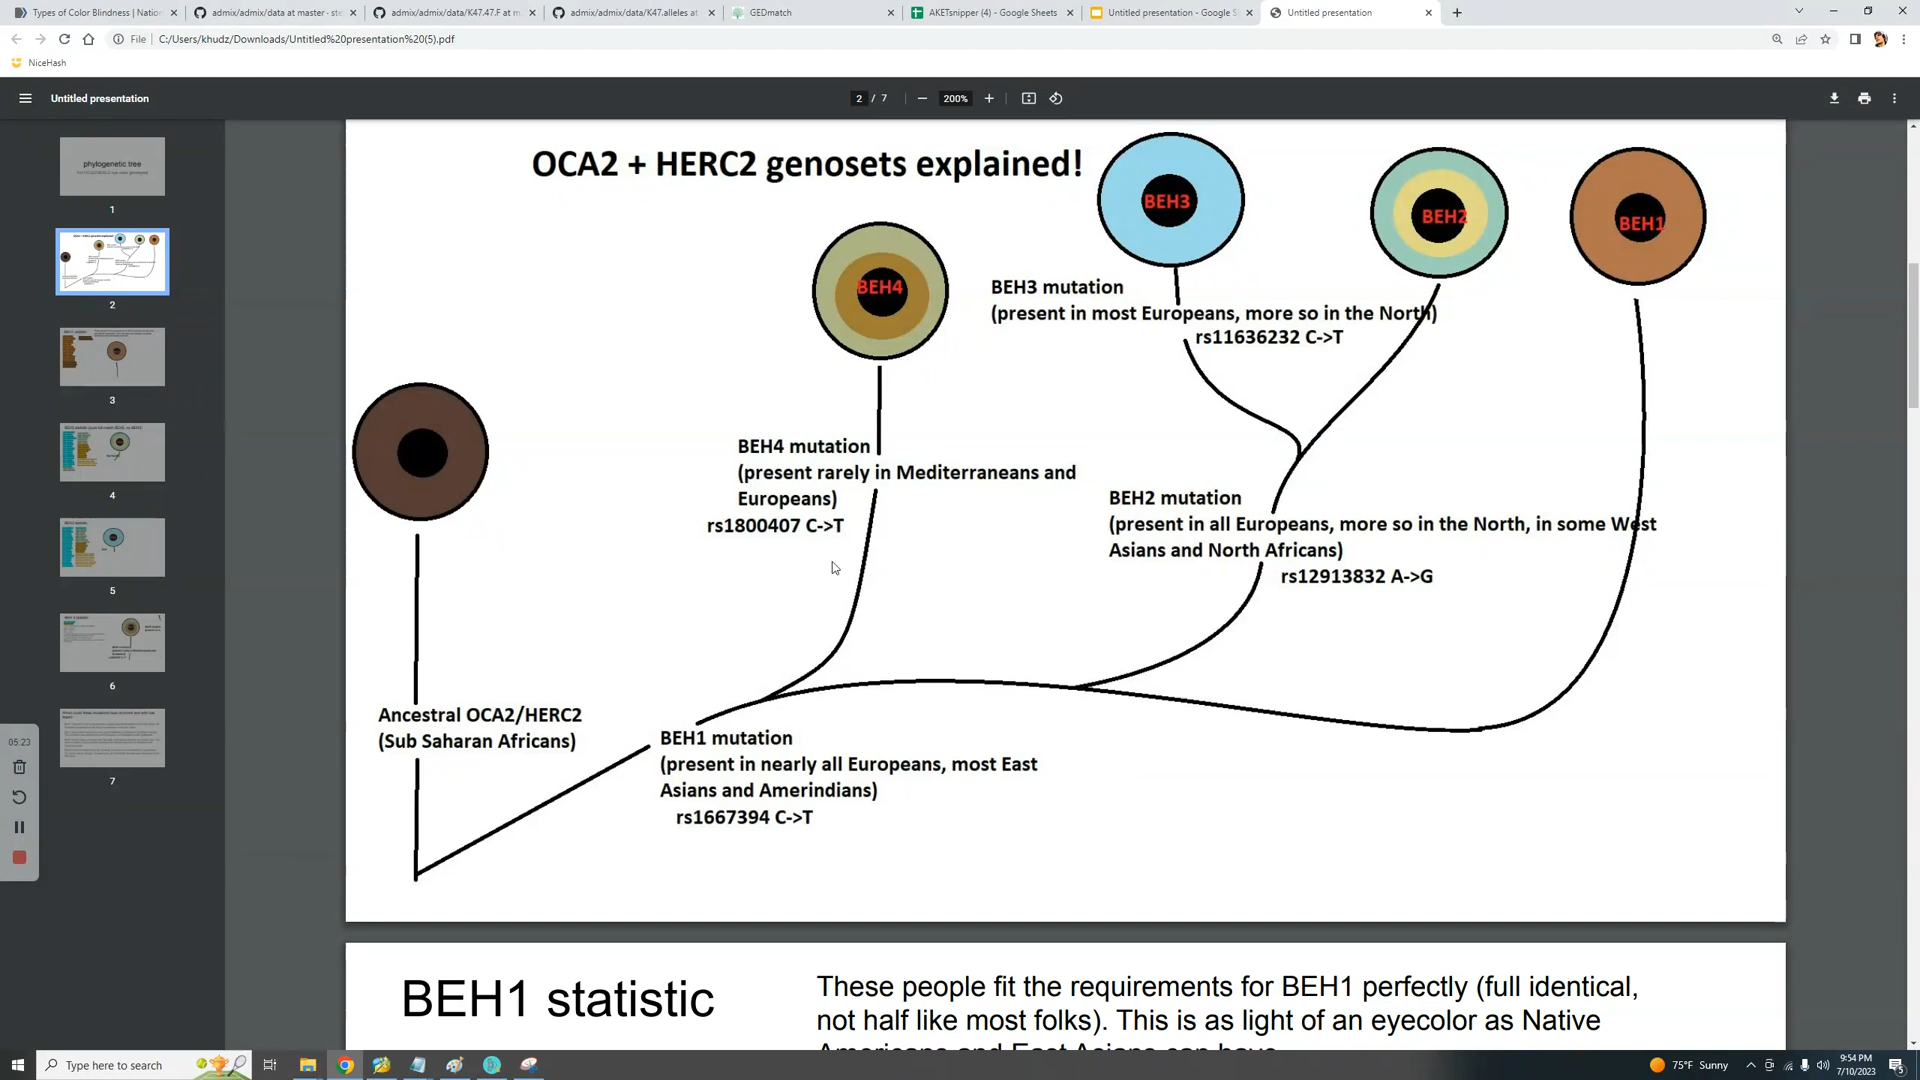 Types of Color Blindness | Nation
admix/admix/data at master · ste
admix/admix/data/K47.47.F at m
admix/admix/data/K47.alleles at
GEDmatch
AKETsnipper (4) - Google Sheets
Untitled presentation - Google S
Untitled presentation
File
C:/Users/khudz/Downloads/Untitled%20presentation%20(5).pdf
NiceHash
Untitled presentation
2 / 7
200%
phylogenetic tree
1
2
3
4
5
6
7
05:23
OCA2 + HERC2 genosets explained!
BEH3
BEH2
BEH1
BEH4
BEH3 mutation
(present in most Europeans, more so in the North)
rs11636232 C->T
BEH4 mutation
(present rarely in Mediterraneans and
Europeans)
rs1800407 C->T
BEH2 mutation
(present in all Europeans, more so in the North, in some West
Asians and North Africans)
rs12913832 A->G
Ancestral OCA2/HERC2
(Sub Saharan Africans)
BEH1 mutation
(present in nearly all Europeans, most East
Asians and Amerindians)
rs1667394 C->T
BEH1 statistic
These people fit the requirements for BEH1 perfectly (full identical,
not half like most folks). This is as light of an eyecolor as Native
Americans and East Asians can have
Type here to search
75°F Sunny
9:54 PM
7/10/2023
5